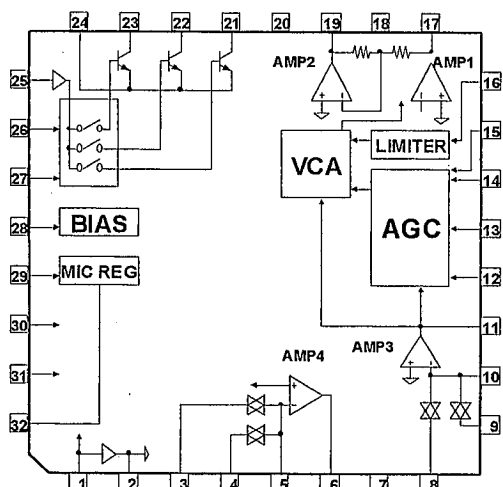 24 23 22 21 20 19 18 17
AMP2
AMP1
25
16
26
LIMITER
15
VCA
27
14
AGC
28
BIAS
13
29
MIC REG
12
30
11
AMP3
31
AMP4
10
32
9
1 2 3 4 5 6 7 8